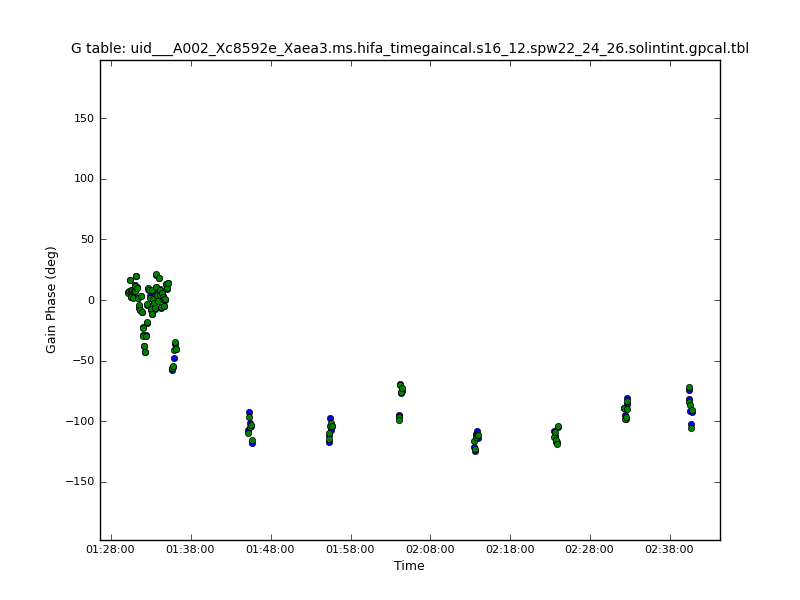 G table: uid___A002_Xc8592e_Xaea3.ms.hifa_timegaincal.s16_12.spw22_24_26.solintint.gpcal.tbl
150
100
50
0
−50
−100
−150
Gain Phase (deg)
01:28:00 01:38:00 01:48:00 01:58:00 02:08:00 02:18:00 02:28:00 02:38:00
Time